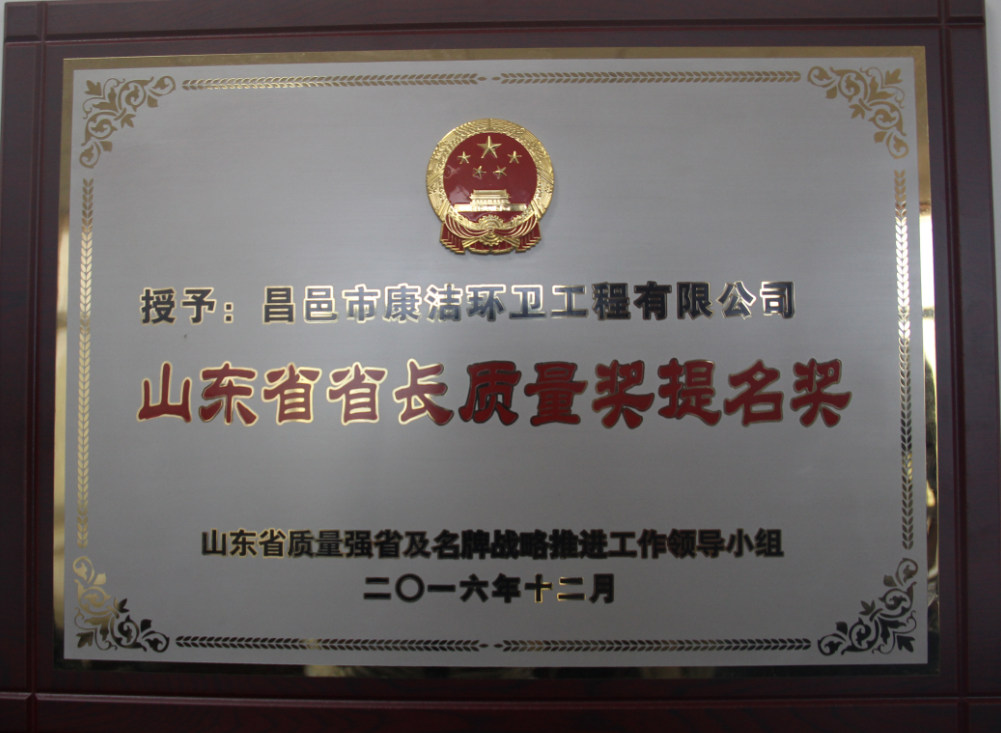 授予：昌邑市康洁环卫工程有限公司
山东省省长质量奖提名奖
山东省质量强省及名牌战略推进工作领导小组
二〇一六年十二月